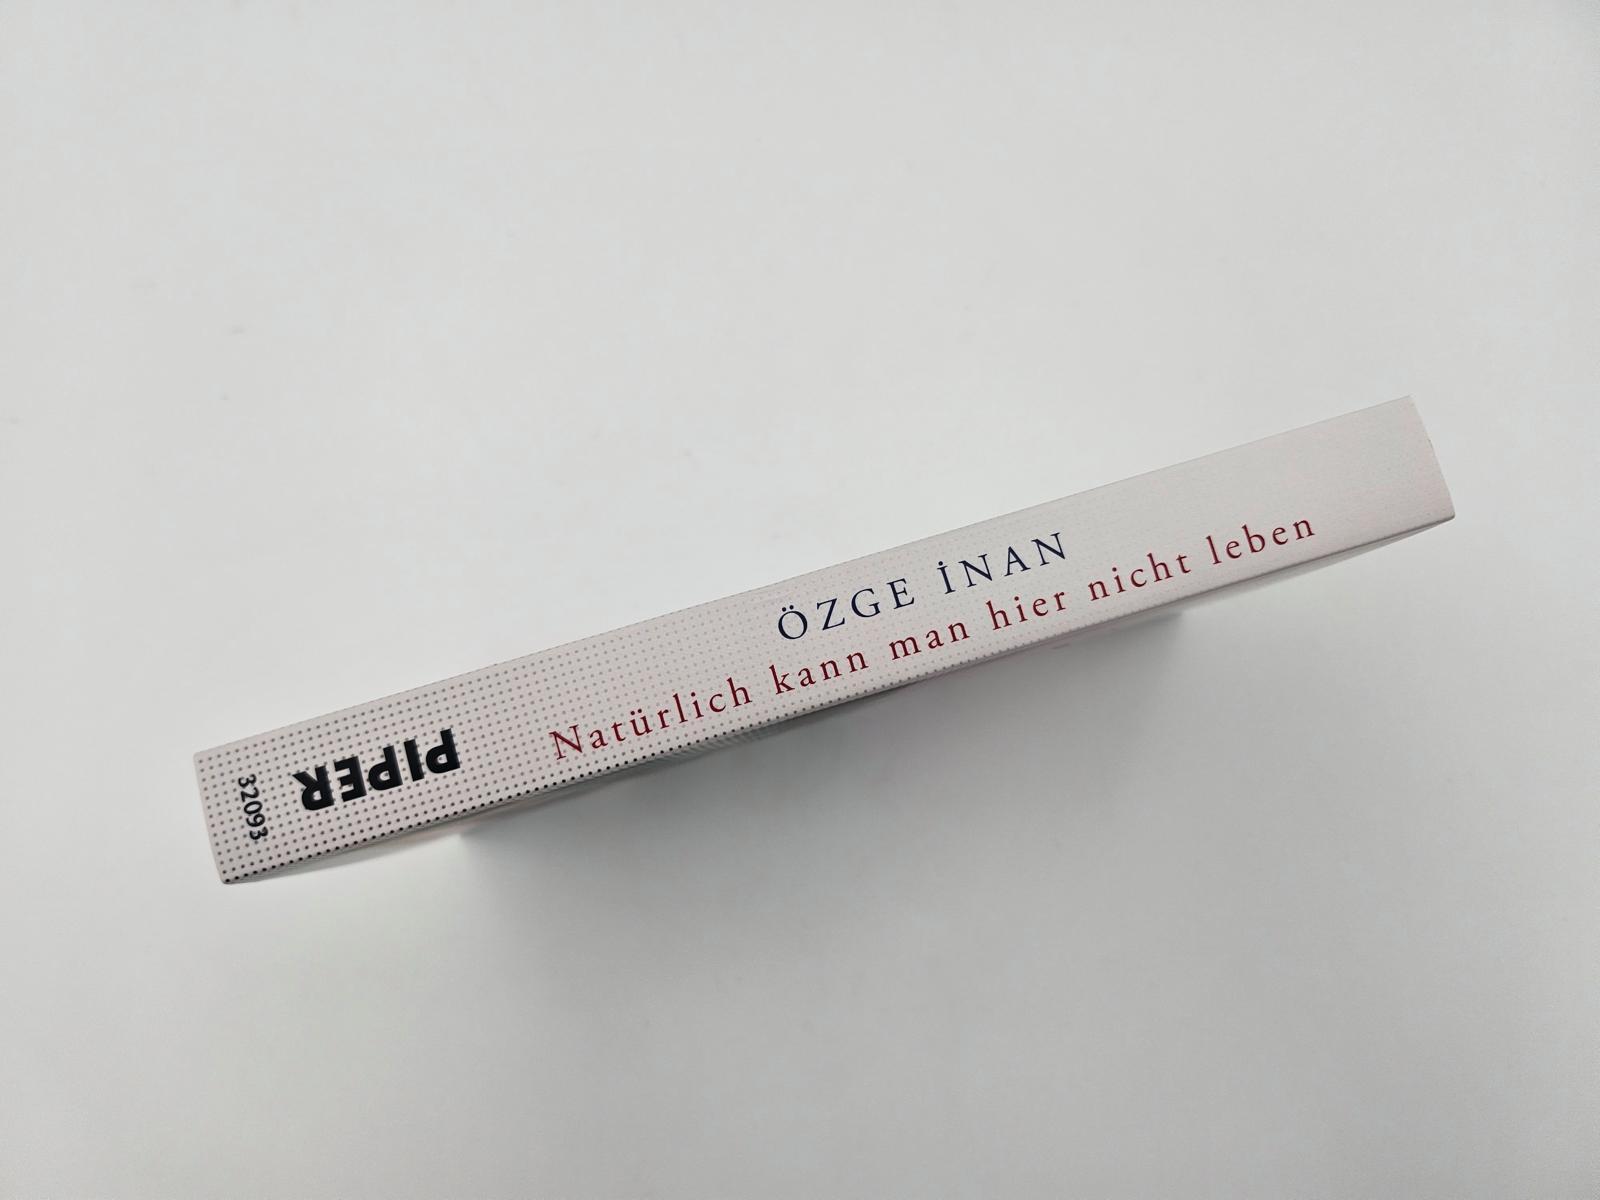 ÖZGE İNAN
Natürlich kann man hier nicht leben
PIPER
32093